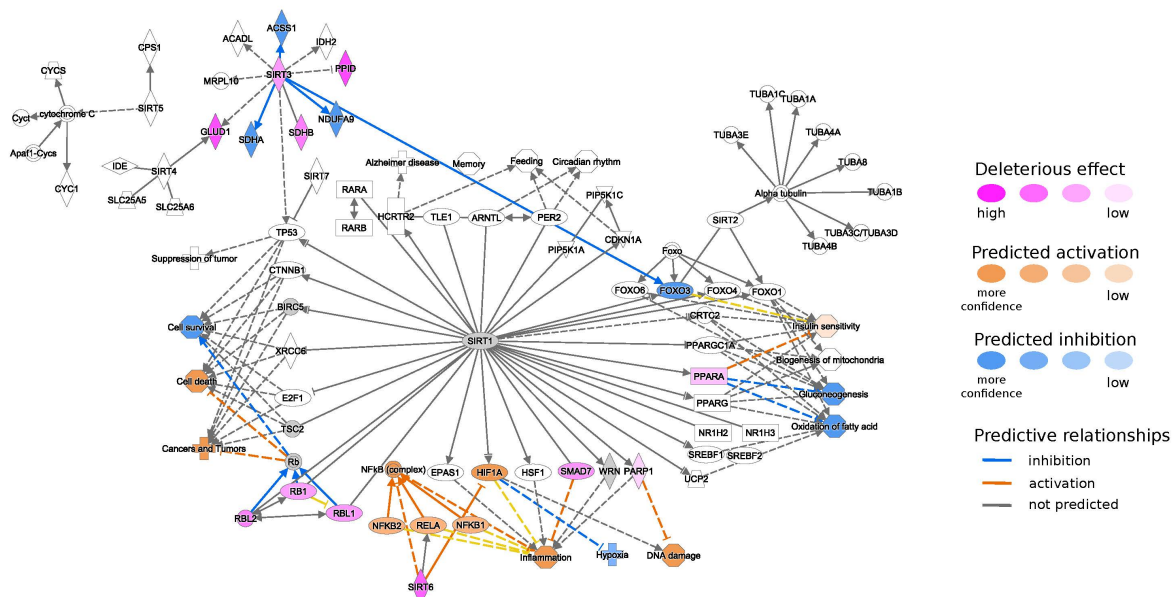 ACSS1
ACADL
IDH2
CPS1
PPID
SIRT3
MRPL10
CYCS
TUBA1C
TUBA1A
SIRT5
cytochrome C
Cyct
NDUFA9
GLUD1
SDHA
SDHB
TUBA3E
TUBA4A
Apaf1-Cycs
IDE
SIRT4
SIRT7
Alzheimer disease
Memory
Feeding
Circadian rhythm
TUBA8
CYC1
SLC25A5
SLC25A6
RARA
PIP5K1C
Alpha tubulin
TUBA1B
RARB
HCRTR2
TLE1
ARNTL
PER2
SIRT2
TP53
CDKN1A
PIP5K1A
TUBA3C/TUBA3D
TUBA4B
Suppression of tumor
Foxo
CTNNB1
FOXO6
FOXO3
FOXO4
FOXO1
BIRC5
CRTC2
Cell survival
Insulin sensitivity
SIRT1
XRCC6
PPARGC1A
Biogenesis of mitochondria
Cell death
PPARA
E2F1
PPARG
Gluconeogenesis
TSC2
NR1H2
NR1H3
Oxidation of fatty acid
Cancers and Tumors
SREBF1
SREBF2
Rb
NFkB (complex)
EPAS1
HIF1A
HSF1
SMAD7
WRN
PARP1
UCP2
RB1
RBL2
RBL1
NFKB2
RELA
NFKB1
Inflammation
Hypoxia
DNA damage
SIRT6
Deleterious effect
high
low
Predicted activation
more
confidence
low
Predicted inhibition
more
confidence
low
Predictive relationships
inhibition
activation
not predicted